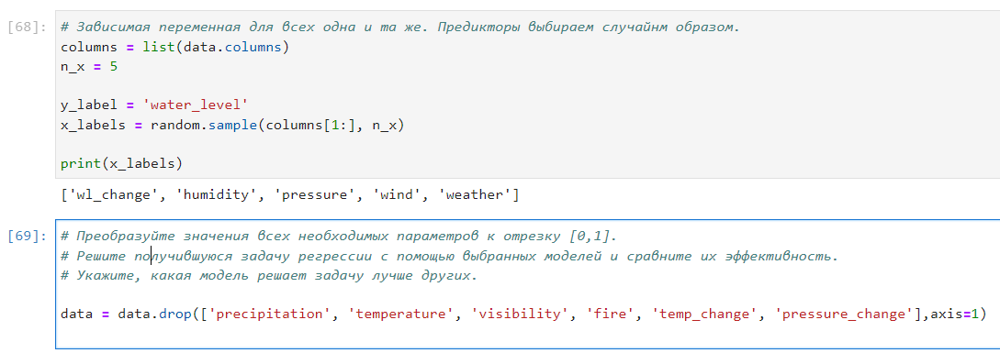 [68]: # Зависимая переменная для всех одна и та же. Предикторы выбираем случайнм образом.
columns = list(data.columns)
n_x = 5
y_label = 'water_level'
x_labels = random.sample(columns[1:], n_x)
print(x_labels)
['wl_change', 'humidity', 'pressure', 'wind', 'weather']
[69]: # Преобразуйте значения всех необходимых параметров к отрезку [0,1].
# Решите получившуюся задачу регрессии с помощью выбранных моделей и сравните их эффективность.
# Укажите, какая модель решает задачу лучше других.
data = data.drop(['precipitation', 'temperature', 'visibility', 'fire', 'temp_change', 'pressure_change'],axis=1)